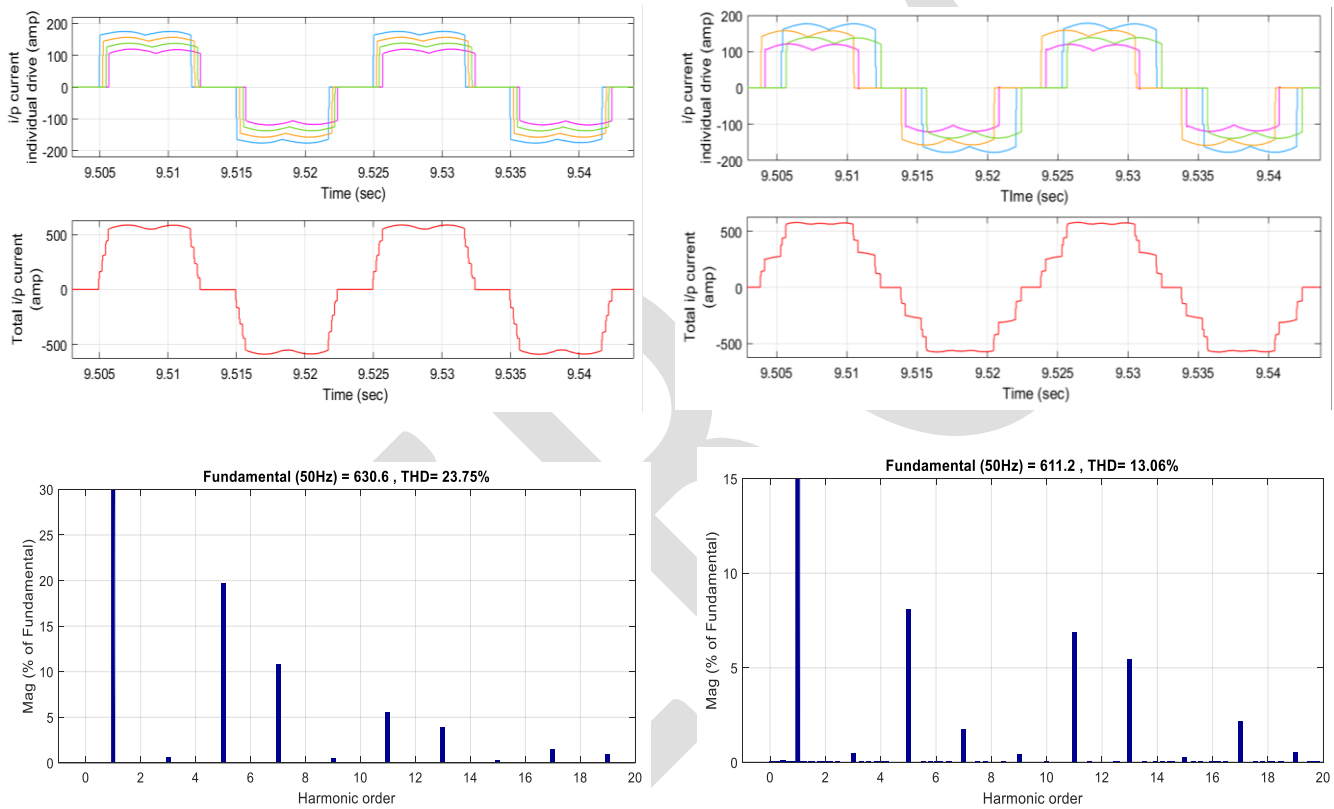 i/p current
individual drive (amp)
200
100
0
-100
-200
9.505 9.51 9.515 9.52 9.525 9.53 9.535 9.54
Time (sec)
Total i/p current
(amp)
500
0
-500
9.505 9.51 9.515 9.52 9.525 9.53 9.535 9.54
Time (sec)
i/p current
individual drive (amp)
200
100
0
-100
-200
9.505 9.51 9.515 9.52 9.525 9.53 9.535 9.54
TIme (sec)
Total i/p current
(amp)
500
0
-500
9.505 9.51 9.515 9.52 9.525 9.53 9.535 9.54
Time (sec)
Fundamental (50Hz) = 630.6 , THD= 23.75%
Mag (% of Fundamental)
30
25
20
15
10
5
0
0 2 4 6 8 10 12 14 16 18 20
Harmonic order
Fundamental (50Hz) = 611.2 , THD= 13.06%
Mag (% of Fundamental)
15
10
5
0
0 2 4 6 8 10 12 14 16 18 20
Harmonic order